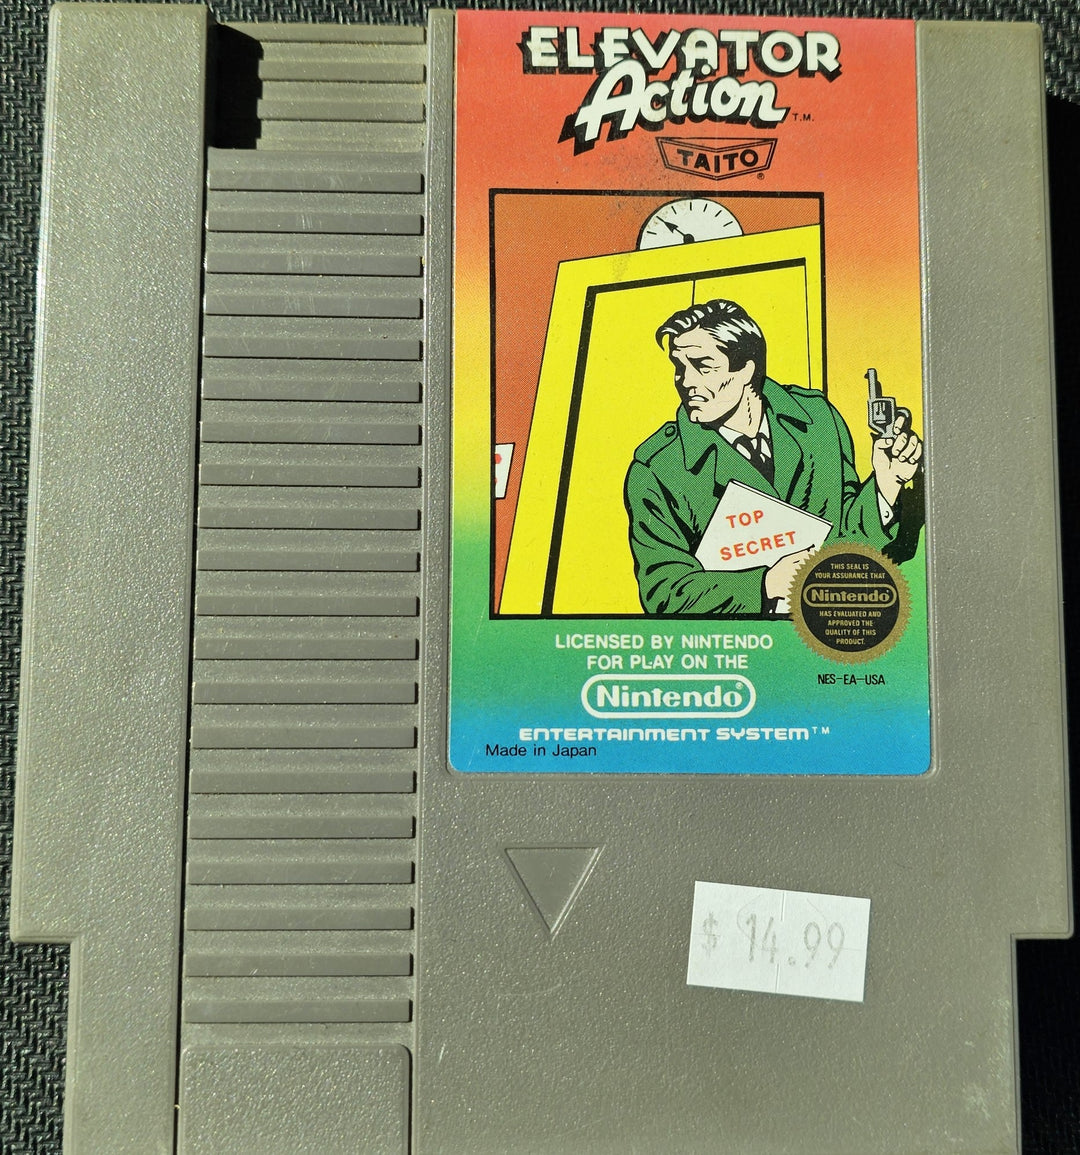 ELEVATOR
Action T.M.
TAITO ®
TOP
SECRET
THIS SEAL IS
YOUR ASSURANCE THAT
Nintendo
HAS EVALUATED AND
APPROVED THE
QUALITY OF THIS
PRODUCT.
LICENSED BY NINTENDO
FOR PLAY ON THE
Nintendo®
NES-EA-USA
ENTERTAINMENT SYSTEM™
Made in Japan
$ 14.99